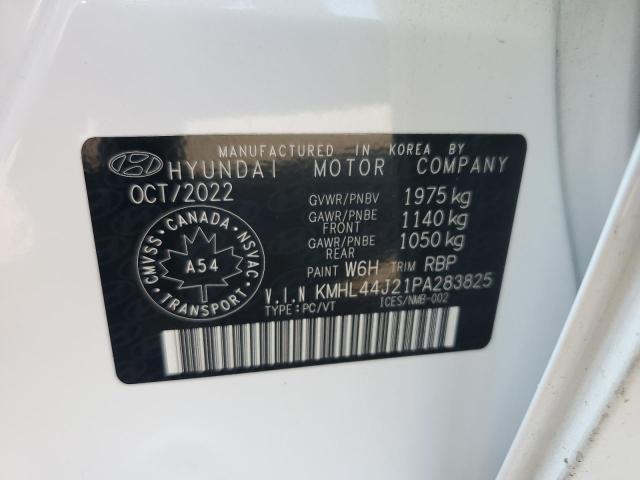 MANUFACTURED IN KOREA BY
HYUNDAI MOTOR COMPANY
OCT/2022
GVWR/PNBV 1975 kg
GAWR/PNBE FRONT 1140 kg
GAWR/PNBE REAR 1050 kg
PAINT W6H TRIM RBP
CMVSS • CANADA • NSVAC
A54
TRANSPORT
V.I.N KMHL44J21PA283825
TYPE:PC/VT ICES/NMB-002